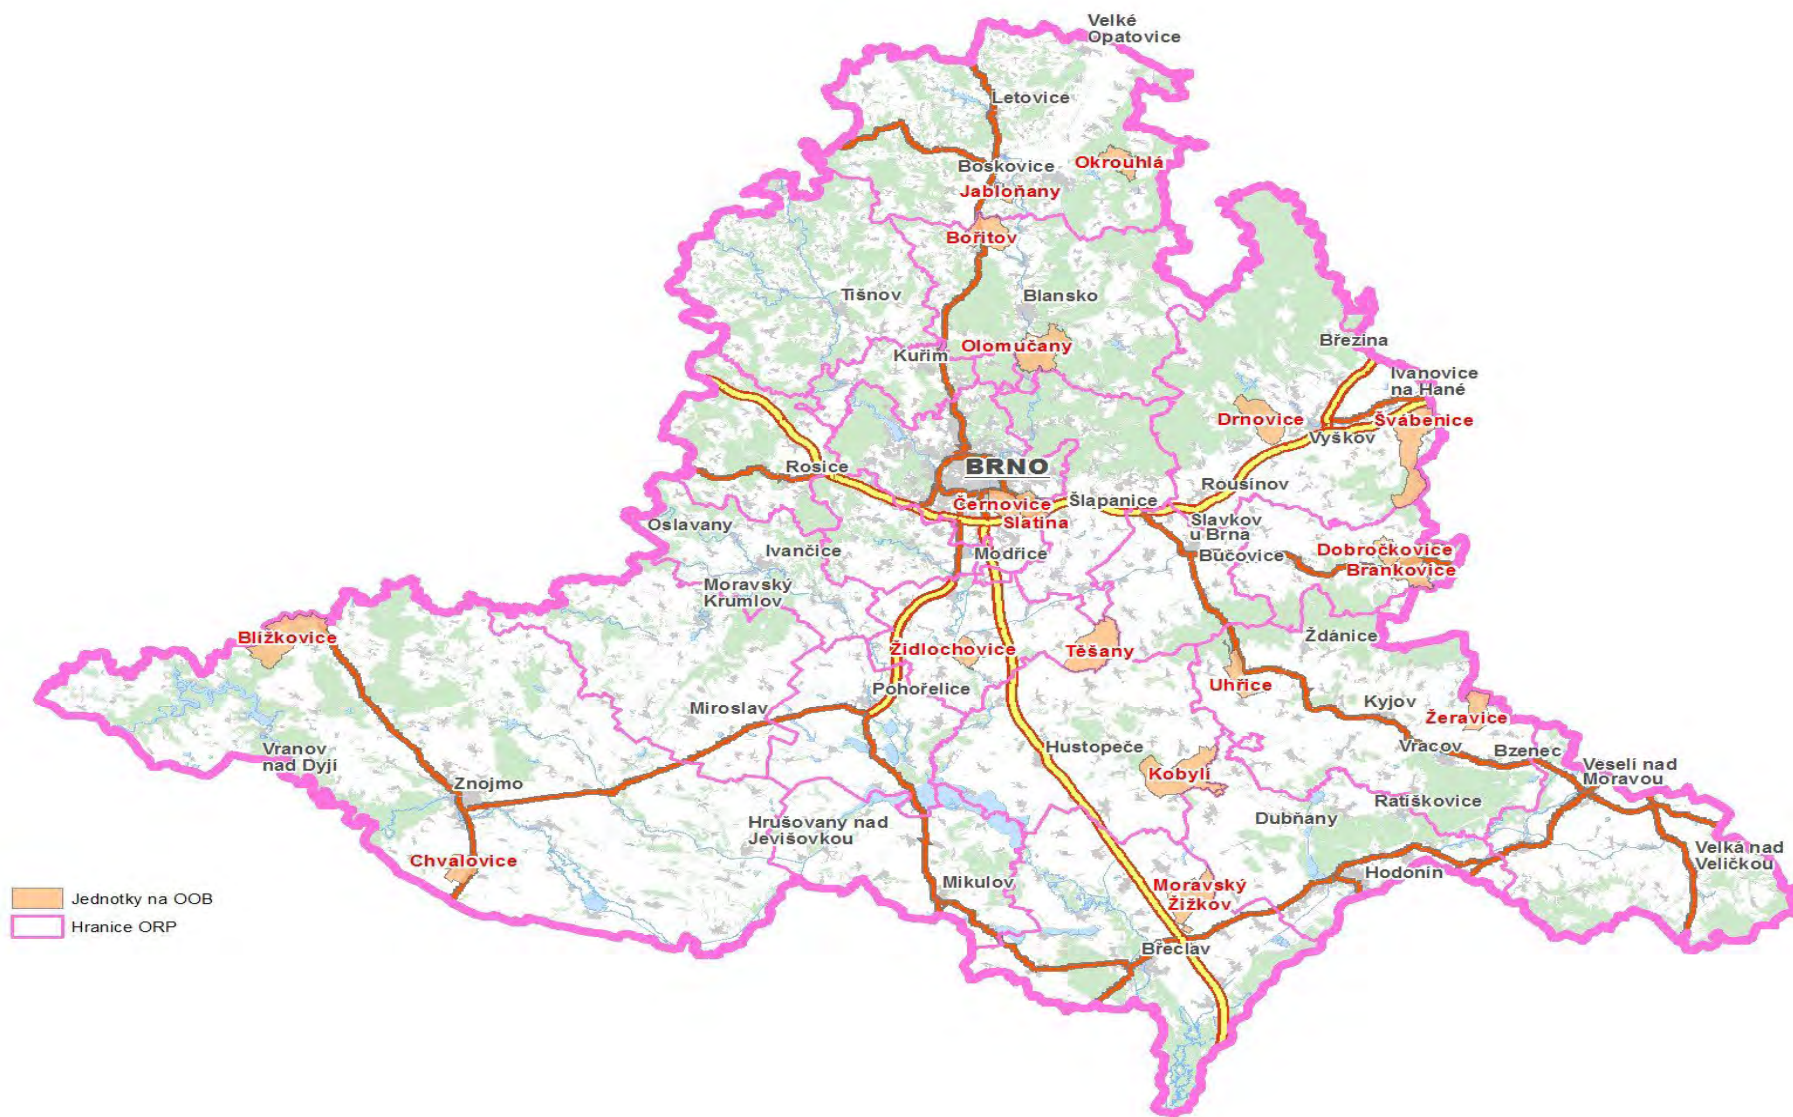 Velké
Opatovice
Letovice
Boskovice
Okrouhlá
Jabloňany
Bořitov
Tišnov
Blansko
Kuřim
Olomučany
Březina
Ivanovice
na Hané
Drnovice
Švábenice
Vyškov
Rosice
BRNO
Rousínov
Černovice
Šlapanice
Slatina
Oslavany
Slavkov
u Brna
Ivančice
Modřice
Bučovice
Dobročkovice
Brankovice
Moravský
Krumlov
Blížkovice
Židlochovice
Těšany
Ždánice
Uhřice
Pohořelice
Miroslav
Kyjov
Žeravice
Vranov
nad Dyjí
Hustopeče
Vracov
Bzenec
Znojmo
Kobylí
Veselí nad
Moravou
Ratíškovice
Hrušovany nad
Jevišovkou
Dubňany
Velká nad
Veličkou
Chvalovice
Mikulov
Moravský
Žižkov
Hodonín
Břeclav
Jednotky na OOB
Hranice ORP